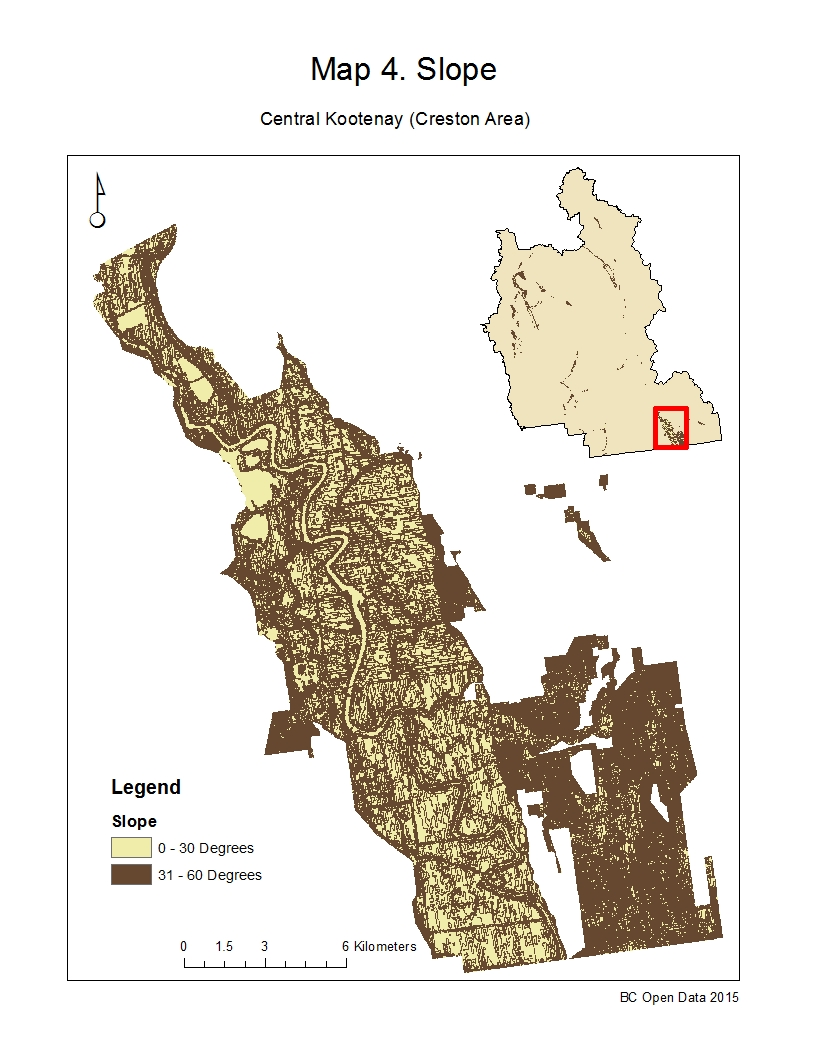 Map 4. Slope
Central Kootenay (Creston Area)
Legend
Slope
0 - 30 Degrees
31 - 60 Degrees
0 1.5 3 6 Kilometers
BC Open Data 2015